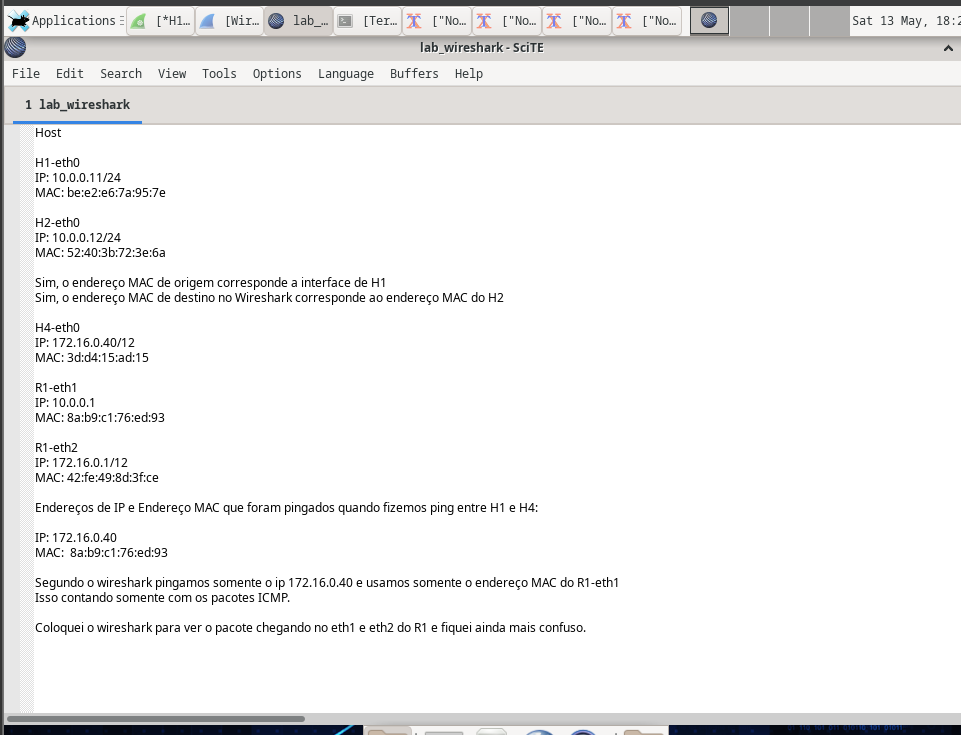 Applications
[*H1...
[Wir...
lab_...
[Ter...
["No...
["No...
["No...
["No...
Sat 13 May, 18:2
lab_wireshark - SciTE
File Edit Search View Tools Options Language Buffers Help
1 lab_wireshark
Host
H1-eth0
IP: 10.0.0.11/24
MAC: be:e2:e6:7a:95:7e
H2-eth0
IP: 10.0.0.12/24
MAC: 52:40:3b:72:3e:6a
Sim, o endereço MAC de origem corresponde a interface de H1
Sim, o endereço MAC de destino no Wireshark corresponde ao endereço MAC do H2
H4-eth0
IP: 172.16.0.40/12
MAC: 3d:d4:15:ad:15
R1-eth1
IP: 10.0.0.1
MAC: 8a:b9:c1:76:ed:93
R1-eth2
IP: 172.16.0.1/12
MAC: 42:fe:49:8d:3f:ce
Endereços de IP e Endereço MAC que foram pingados quando fizemos ping entre H1 e H4:
IP: 172.16.0.40
MAC:  8a:b9:c1:76:ed:93
Segundo o wireshark pingamos somente o ip 172.16.0.40 e usamos somente o endereço MAC do R1-eth1
Isso contando somente com os pacotes ICMP.
Coloquei o wireshark para ver o pacote chegando no eth1 e eth2 do R1 e fiquei ainda mais confuso.